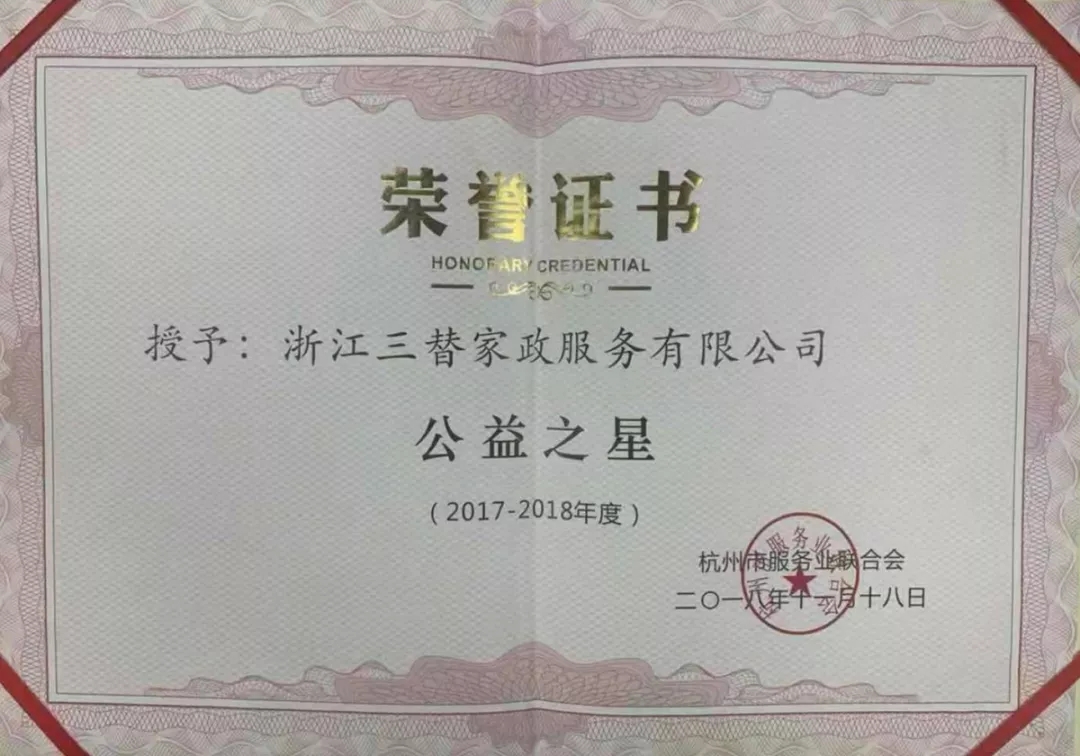 荣誉证书
HONORARY CREDENTIAL
授予：浙江三替家政服务有限公司
公益之星
（2017-2018年度）
杭州市服务业联合会
二〇一八年十一月十八日